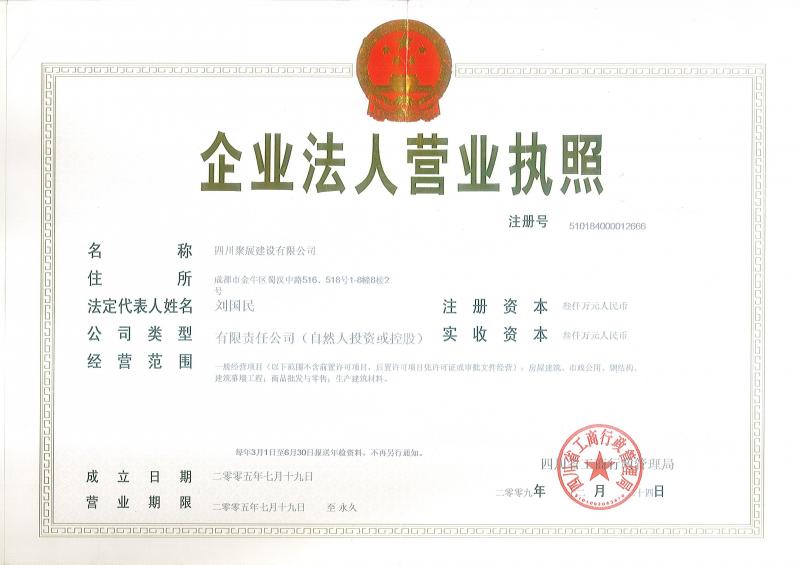 企业法人营业执照
注册号 510184000012666
名称 四川聚展建设有限公司
住所 成都市金牛区蜀汉中路516、518号1-8幢8楼2
号
法定代表人姓名 刘国民 注册资本 叁仟万元人民币
公司类型 有限责任公司（自然人投资或控股） 实收资本 叁仟万元人民币
经营范围 一般经营项目（以下范围不含前置许可项目，后置许可项目凭许可证或审批文件经营）：房屋建筑、市政公用、钢结构、
建筑幕墙工程；商品批发与零售；生产建筑材料。
每年3月1日至6月30日报送年检资料。不再另行通知。
成立日期 二零零五年七月十九日
四川省工商行政管理局
营业期限 二零零五年七月十九日 至 永久
二零零九年 月 十四日
四川省工商行政管理局